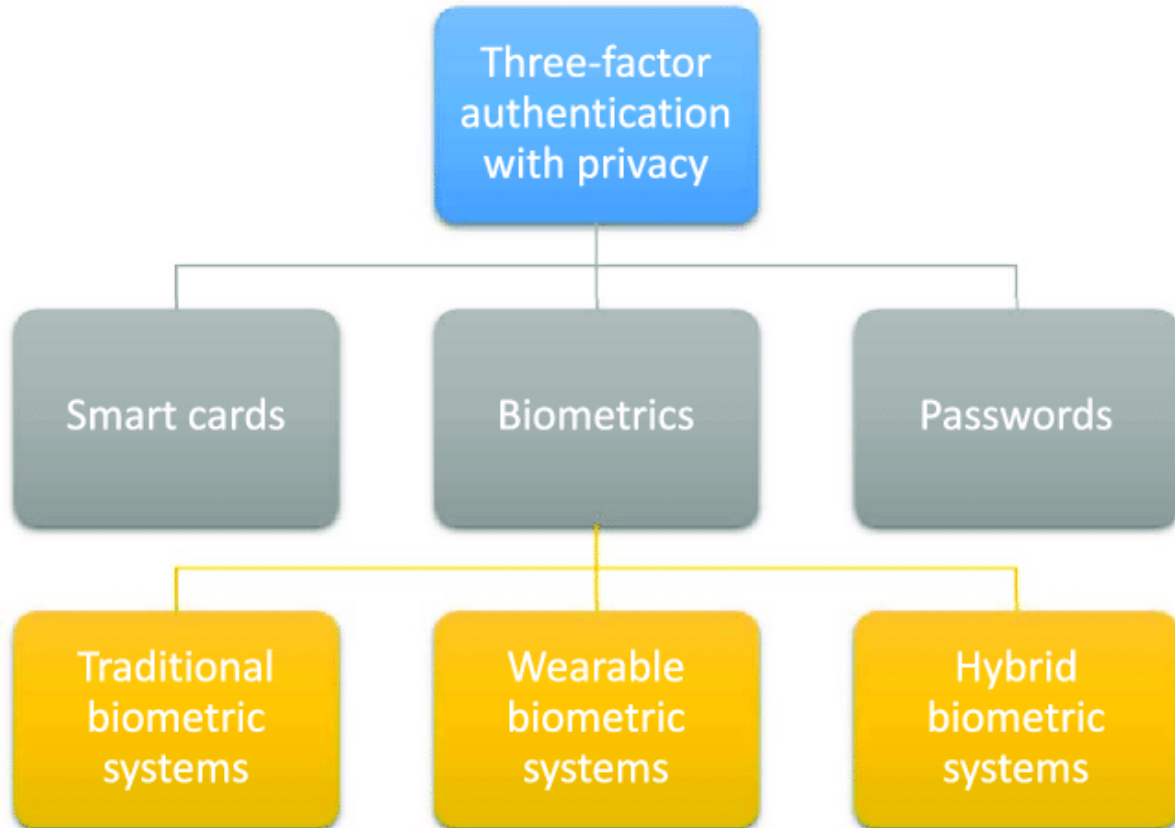 Three-factor
authentication
with privacy
Smart cards
Biometrics
Passwords
Traditional
biometric
systems
Wearable
biometric
systems
Hybrid
biometric
systems